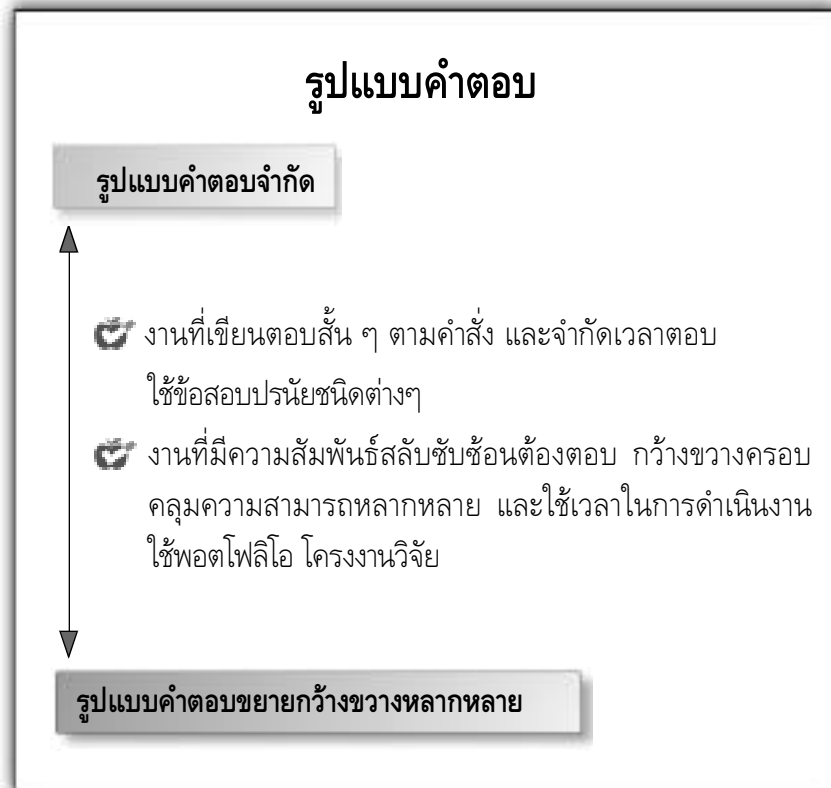 รูปแบบคำตอบ
รูปแบบคำตอบจำกัด
งานที่เขียนตอบสั้น ๆ ตามคำสั่ง และจำกัดเวลาตอบ
ใช้ข้อสอบปรนัยชนิดต่างๆ
งานที่มีความสัมพันธ์สลับซับซ้อนต้องตอบ กว้างขวางครอบ
คลุมความสามารถหลากหลาย และใช้เวลาในการดำเนินงาน
ใช้พอตโฟลิโอ โครงงานวิจัย
รูปแบบคำตอบขยายกว้างขวางหลากหลาย